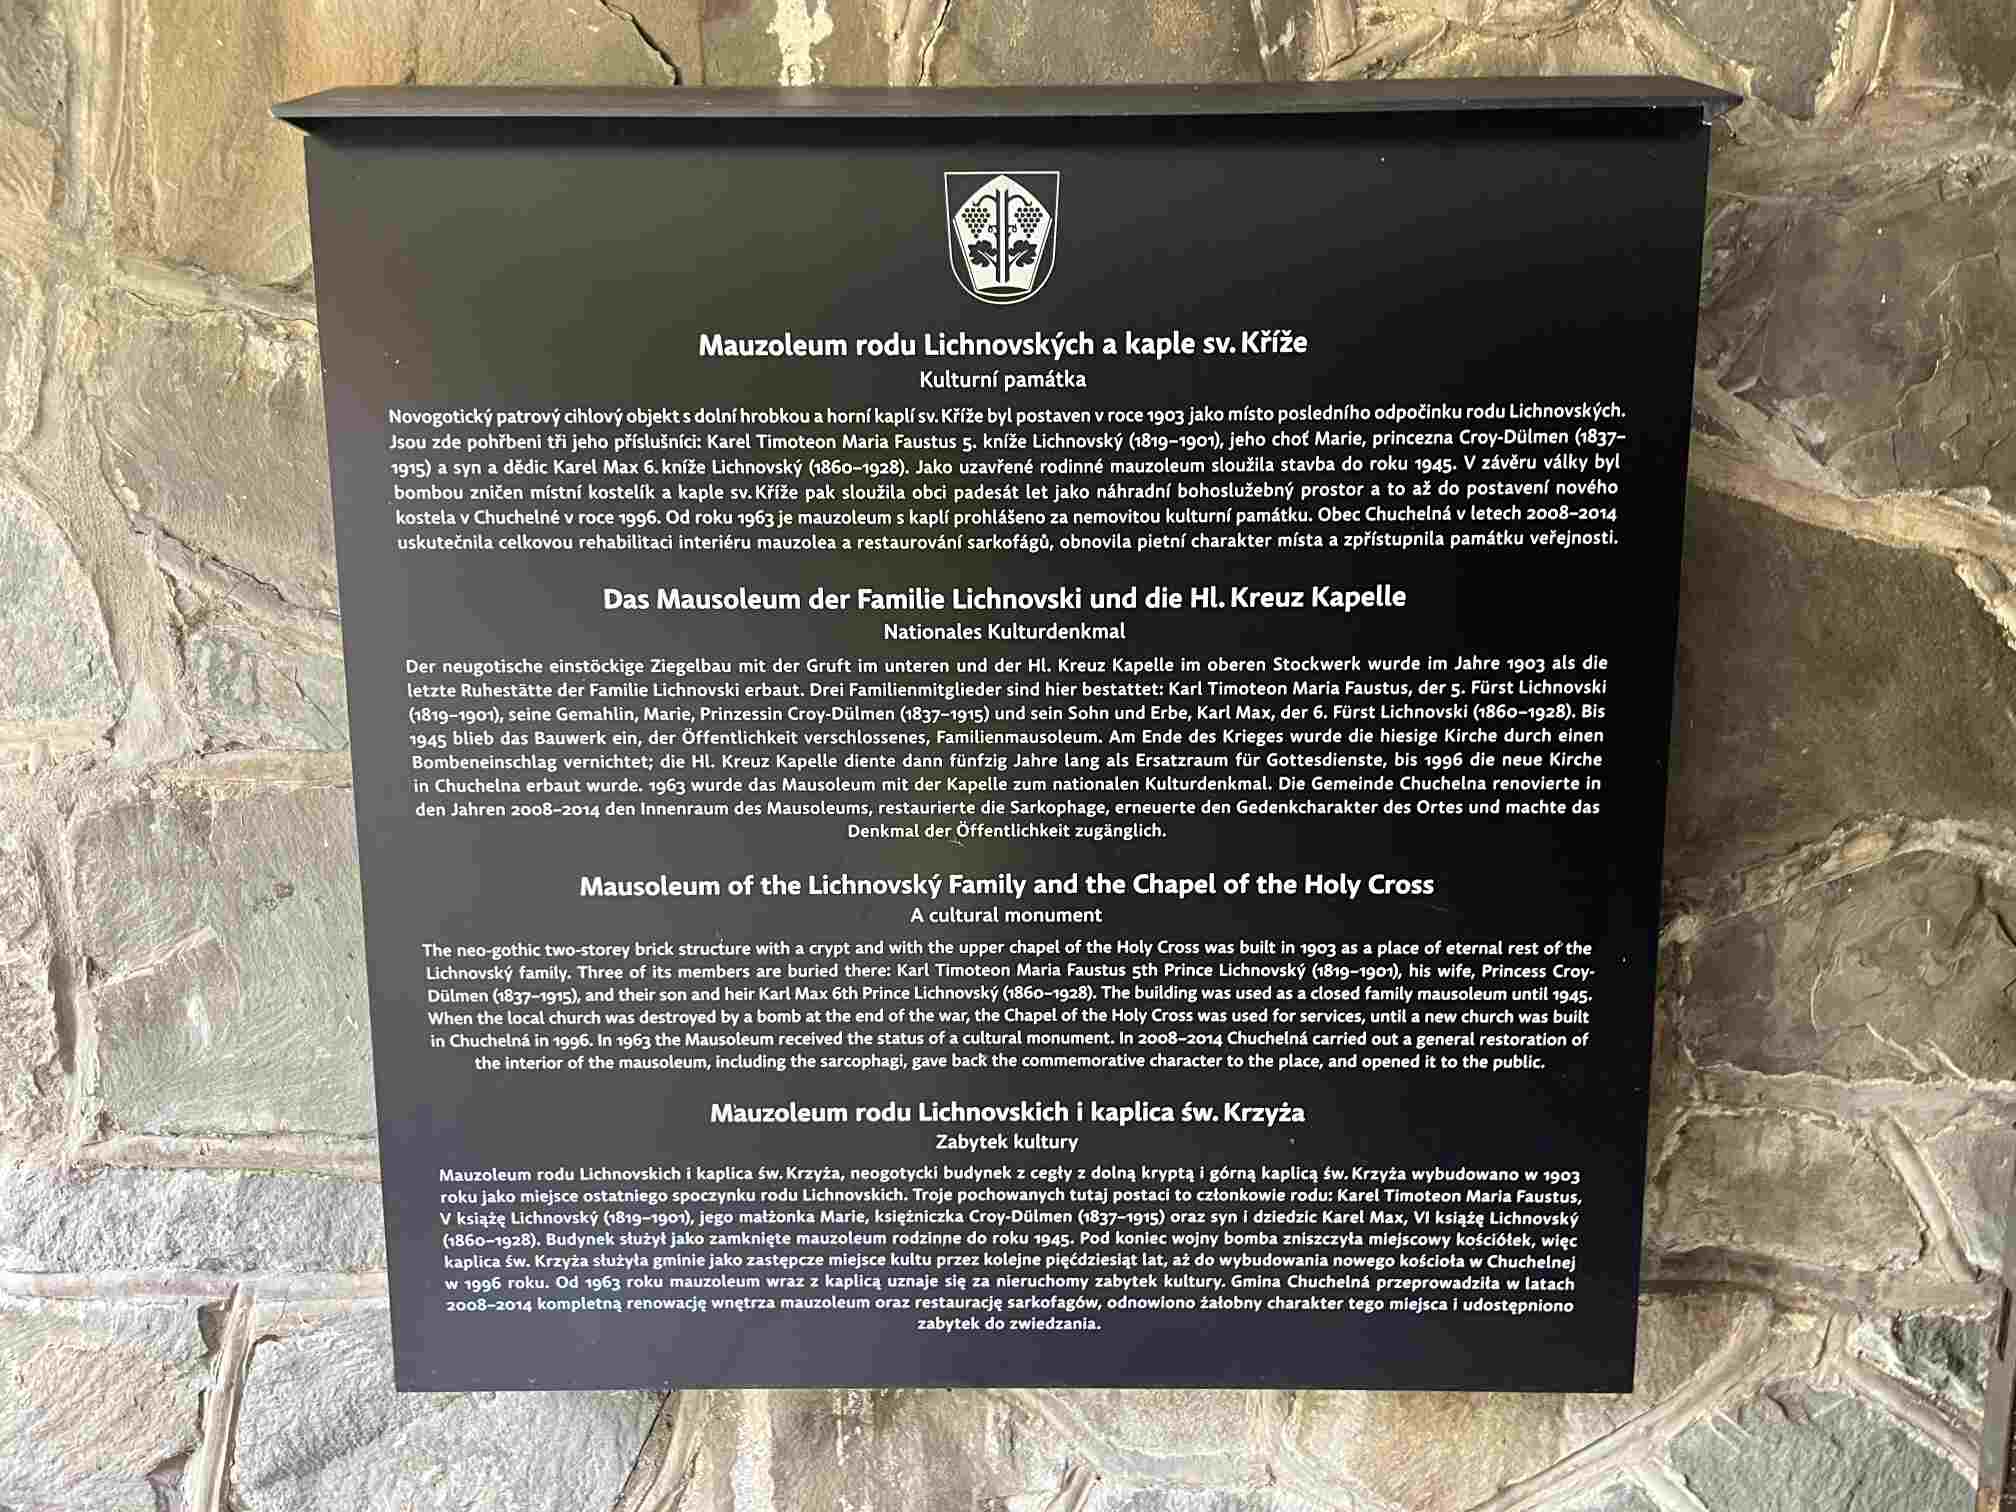 Mauzoleum rodu Lichnovských a kaple sv. Kříže
Kulturní památka
Novogotický patrový cihlový objekt s dolní hrobkou a horní kaplí sv. Kříže byl postaven v roce 1903 jako místo posledního odpočinku rodu Lichnovských.
Jsou zde pohřbeni tři jeho příslušníci: Karel Timoteon Maria Faustus 5. kníže Lichnovský (1819–1901), jeho choť Marie, princezna Croy-Dülmen (1837–
1915) a syn a dědic Karel Max 6. kníže Lichnovský (1860–1928). Jako uzavřené rodinné mauzoleum sloužila stavba do roku 1945. V závěru války byl
bombou zničen místní kostelík a kaple sv. Kříže pak sloužila obci padesát let jako náhradní bohoslužebný prostor a to až do postavení nového
kostela v Chuchelné v roce 1996. Od roku 1963 je mauzoleum s kaplí prohlášeno za nemovitou kulturní památku. Obec Chuchelná v letech 2008–2014
uskutečnila celkovou rehabilitaci interiéru mauzolea a restaurování sarkofágů, obnovila pietní charakter místa a zpřístupnila památku veřejnosti.
Das Mausoleum der Familie Lichnovski und die Hl. Kreuz Kapelle
Nationales Kulturdenkmal
Der neugotische einstöckige Ziegelbau mit der Gruft im unteren und der Hl. Kreuz Kapelle im oberen Stockwerk wurde im Jahre 1903 als die
letzte Ruhestätte der Familie Lichnovski erbaut. Drei Familienmitglieder sind hier bestattet: Karl Timoteon Maria Faustus, der 5. Fürst Lichnovski
(1819–1901), seine Gemahlin, Marie, Prinzessin Croy-Dülmen (1837–1915) und sein Sohn und Erbe, Karl Max, der 6. Fürst Lichnovski (1860–1928). Bis
1945 blieb das Bauwerk ein, der Öffentlichkeit verschlossenes, Familienmausoleum. Am Ende des Krieges wurde die hiesige Kirche durch einen
Bombeneinschlag vernichtet; die Hl. Kreuz Kapelle diente dann fünfzig Jahre lang als Ersatzraum für Gottesdienste, bis 1996 die neue Kirche
in Chuchelna erbaut wurde. 1963 wurde das Mausoleum mit der Kapelle zum nationalen Kulturdenkmal. Die Gemeinde Chuchelna renovierte in
den Jahren 2008–2014 den Innenraum des Mausoleums, restaurierte die Sarkophage, erneuerte den Gedenkcharakter des Ortes und machte das
Denkmal der Öffentlichkeit zugänglich.
Mausoleum of the Lichnovský Family and the Chapel of the Holy Cross
A cultural monument
The neo-gothic two-storey brick structure with a crypt and with the upper chapel of the Holy Cross was built in 1903 as a place of eternal rest of the
Lichnovský family. Three of its members are buried there: Karl Timoteon Maria Faustus 5th Prince Lichnovský (1819–1901), his wife, Princess Croy-
Dülmen (1837–1915), and their son and heir Karl Max 6th Prince Lichnovský (1860–1928). The building was used as a closed family mausoleum until 1945.
When the local church was destroyed by a bomb at the end of the war, the Chapel of the Holy Cross was used for services, until a new church was built
in Chuchelná in 1996. In 1963 the Mausoleum received the status of a cultural monument. In 2008–2014 Chuchelná carried out a general restoration of
the interior of the mausoleum, including the sarcophagi, gave back the commemorative character to the place, and opened it to the public.
Mauzoleum rodu Lichnovskich i kaplica św. Krzyża
Zabytek kultury
Mauzoleum rodu Lichnovskich i kaplica św. Krzyża, neogotycki budynek z cegły z dolną kryptą i górną kaplicą św. Krzyża wybudowano w 1903
roku jako miejsce ostatniego spoczynku rodu Lichnovskich. Troje pochowanych tutaj postaci to członkowie rodu: Karel Timoteon Maria Faustus,
V książę Lichnovský (1819–1901), jego małżonka Marie, księżniczka Croy-Dülmen (1837–1915) oraz syn i dziedzic Karel Max, VI książę Lichnovský
(1860–1928). Budynek służył jako zamknięte mauzoleum rodzinne do roku 1945. Pod koniec wojny bomba zniszczyła miejscowy kościółek, więc
kaplica św. Krzyża służyła gminie jako zastępcze miejsce kultu przez kolejne pięćdziesiąt lat, aż do wybudowania nowego kościoła w Chuchelnej
w 1996 roku. Od 1963 roku mauzoleum wraz z kaplicą uznaje się za nieruchomy zabytek kultury. Gmina Chuchelná przeprowadziła w latach
2008–2014 kompletną renowację wnętrza mauzoleum oraz restaurację sarkofagów, odnowiono żałobny charakter tego miejsca i udostępniono
zabytek do zwiedzania.